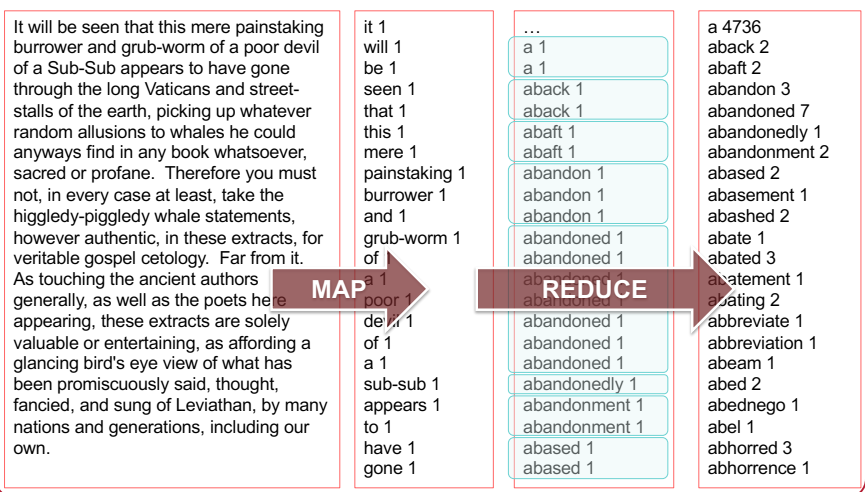 It will be seen that this mere painstaking
burrower and grub-worm of a poor devil
of a Sub-Sub appears to have gone
through the long Vaticans and street-
stalls of the earth, picking up whatever
random allusions to whales he could
anyways find in any book whatsoever,
sacred or profane. Therefore you must
not, in every case at least, take the
higgledy-piggledy whale statements,
however authentic, in these extracts, for
veritable gospel cetology. Far from it.
As touching the ancient authors
generally, as well as the poets here
appearing, these extracts are solely
valuable or entertaining, as affording a
glancing bird's eye view of what has
been promiscuously said, thought,
fancied, and sung of Leviathan, by many
nations and generations, including our
own.
MAP
it 1
will 1
be 1
seen 1
that 1
this 1
mere 1
painstaking 1
burrower 1
and 1
grub-worm 1
of 1
a 1
poor 1
devil 1
of 1
a 1
sub-sub 1
appears 1
to 1
have 1
gone 1
…
a 1
a 1
aback 1
aback 1
abaft 1
abaft 1
abandon 1
abandon 1
abandon 1
abandoned 1
abandoned 1
abandoned 1
abandoned 1
abandoned 1
abandoned 1
abandoned 1
abandonedly 1
abandonment 1
abandonment 1
abased 1
abased 1
REDUCE
a 4736
aback 2
abaft 2
abandon 3
abandoned 7
abandonedly 1
abandonment 2
abased 2
abasement 1
abashed 2
abate 1
abated 3
abatement 1
abating 2
abbreviate 1
abbreviation 1
abeam 1
abed 2
abednego 1
abel 1
abhorred 3
abhorrence 1